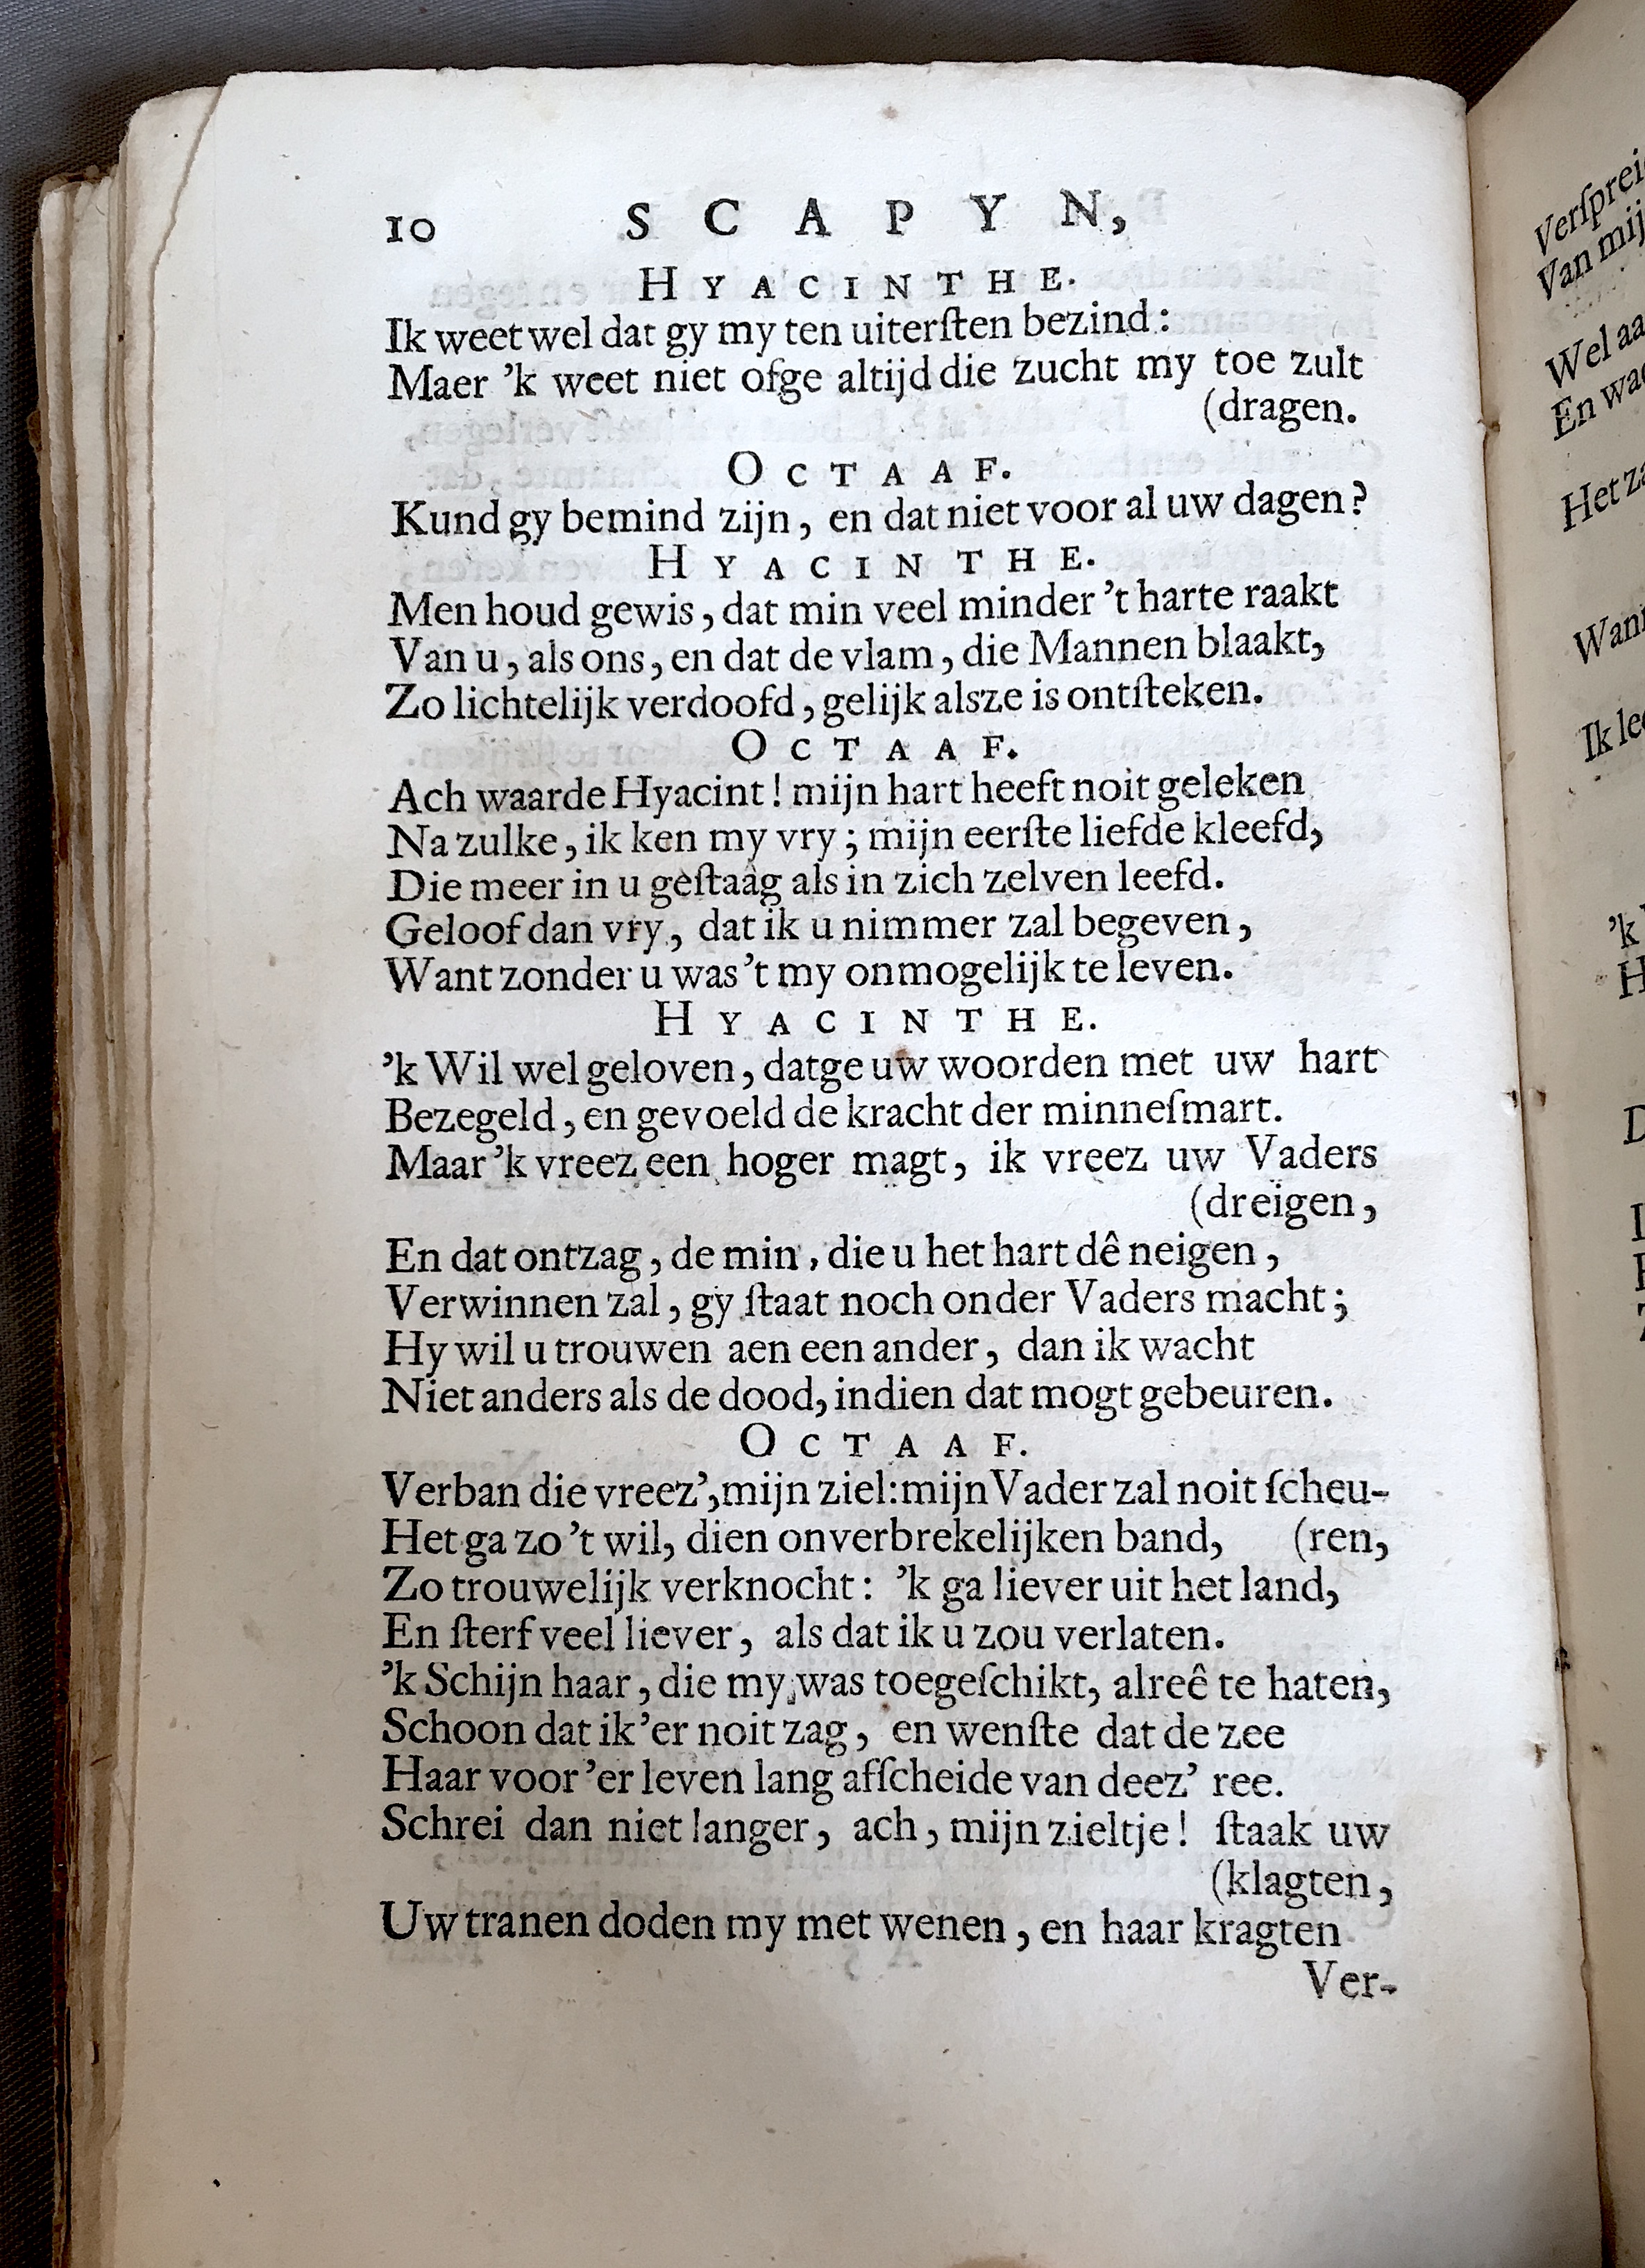 10 SCAPYN,
HYACINTHE.
Ik weet wel dat gy my ten uiterſten bezind:
Maer 'k weet niet ofge altijd die zucht my toe zult
(dragen.
OCTAAF.
Kund gy bemind zijn, en dat niet voor al uw dagen?
HYACINTHE.
Men houd gewis, dat min veel minder 't harte raakt
Van u, als ons, en dat de vlam, die Mannen blaakt,
Zo lichtelijk verdoofd, gelijk alsze is ontſteken.
OCTAAF.
Ach waarde Hyacint! mijn hart heeft noit geleken
Na zulke, ik ken my vry; mijn eerſte liefde kleefd,
Die meer in u geſtaâg als in zich zelven leefd.
Geloof dan vry, dat ik u nimmer zal begeven,
Want zonder u was 't my onmogelijk te leven.
HYACINTHE.
'k Wil wel geloven, datge uw woorden met uw hart
Bezegeld, en gevoeld de kracht der minneſmart.
Maar 'k vreez een hoger magt, ik vreez uw Vaders
(dreigen,
En dat ontzag, de min, die u het hart dê neigen,
Verwinnen zal, gy ſtaat noch onder Vaders macht;
Hy wil u trouwen aen een ander, dan ik wacht
Niet anders als de dood, indien dat mogt gebeuren.
OCTAAF.
Verban die vreez', mijn ziel: mijn Vader zal noit ſcheu-
Het ga zo 't wil, dien onverbrekelijken band, (ren,
Zo trouwelijk verknocht: 'k ga liever uit het land,
En ſterf veel liever, als dat ik u zou verlaten.
'k Schijn haar, die my was toegeſchikt, alreê te haten,
Schoon dat ik 'er noit zag, en wenſte dat de zee
Haar voor 'er leven lang afſcheide van deez' ree.
Schrei dan niet langer, ach, mijn zieltje! ſtaak uw
(klagten,
Uw tranen doden my met wenen, en haar kragten
Ver-
Verſprei
Van mij
Wel aa
En wa
Het za
Wan
Ik le
'k
H
D